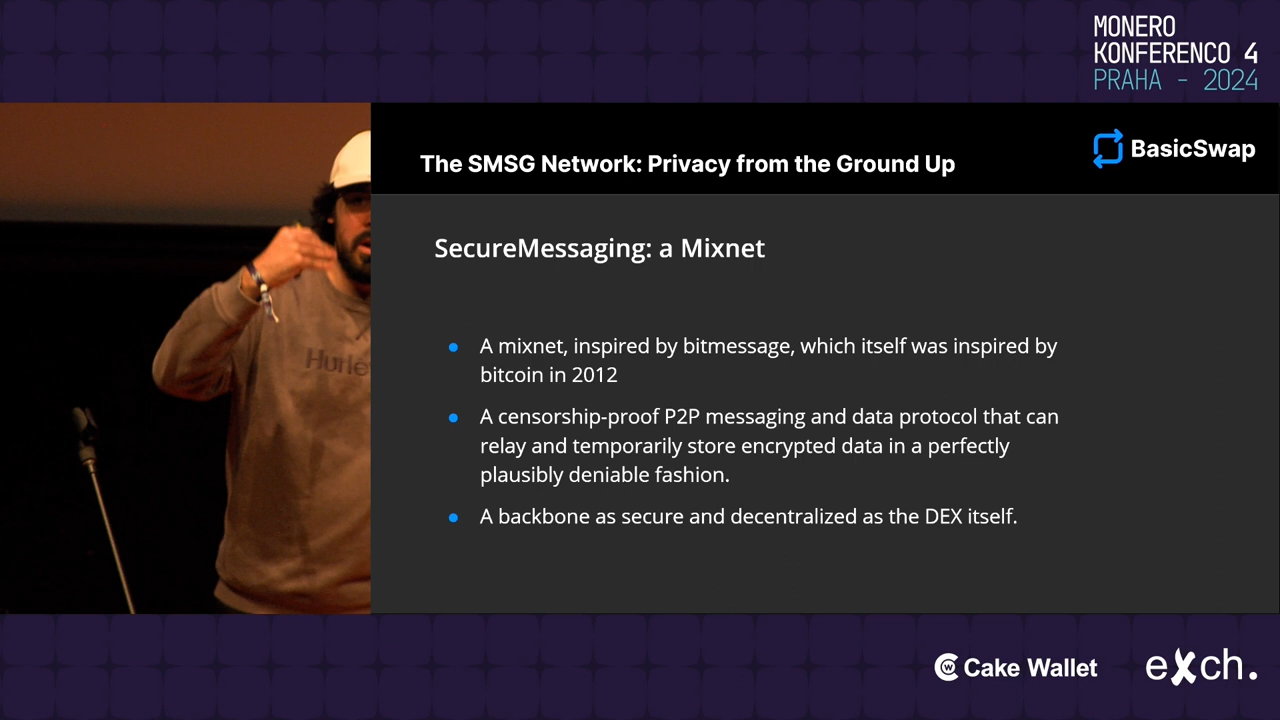 MONERO
KONFERENCO 4
PRAHA - 2024
BasicSwap
The SMSG Network: Privacy from the Ground Up
SecureMessaging: a Mixnet
A mixnet, inspired by bitmessage, which itself was inspired by
bitcoin in 2012
A censorship-proof P2P messaging and data protocol that can
relay and temporarily store encrypted data in a perfectly
plausibly deniable fashion.
A backbone as secure and decentralized as the DEX itself.
Hurle
Cake Wallet
eXch.